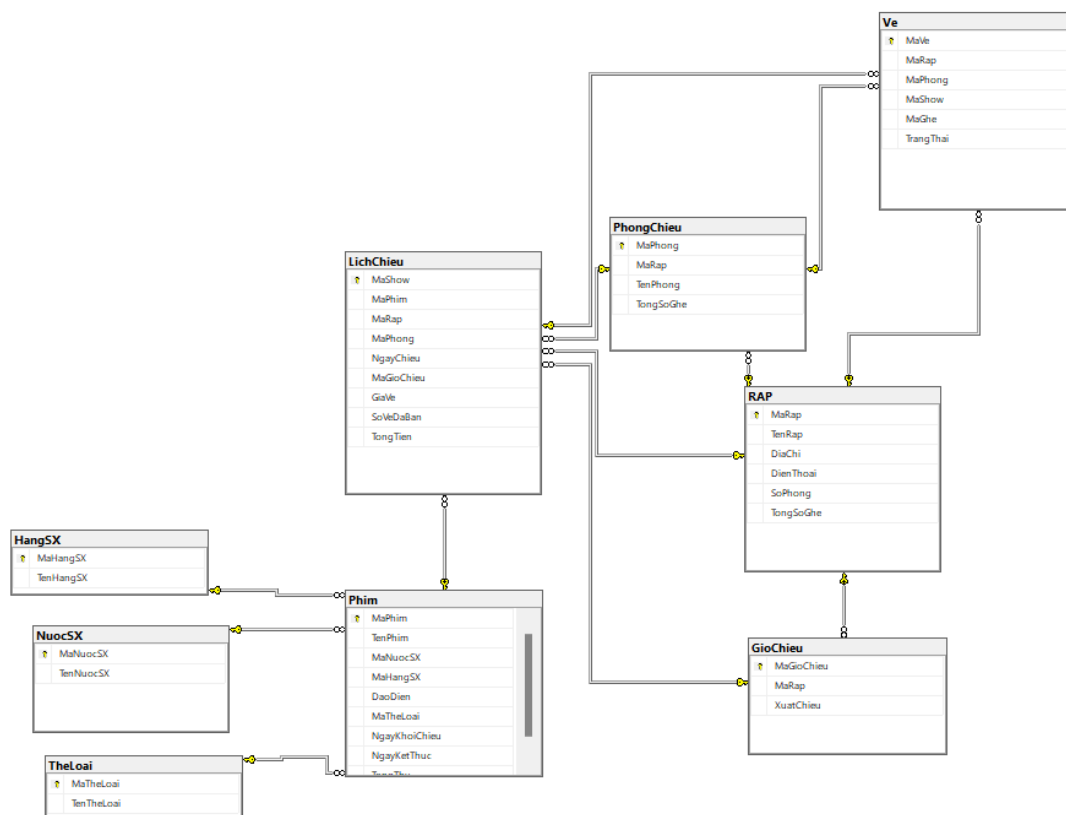 Ve
MaVe
MaRap
MaPhong
MaShow
MaGhe
TrangThai
PhongChieu
MaPhong
MaRap
TenPhong
TongSoGhe
LichChieu
MaShow
MaPhim
MaRap
MaPhong
NgayChieu
MaGioChieu
GiaVe
SoVeDaBan
TongTien
RAP
MaRap
TenRap
DiaChi
DienThoai
SoPhong
TongSoGhe
HangSX
MaHangSX
TenHangSX
Phim
MaPhim
TenPhim
MaNuocSX
MaHangSX
DaoDien
MaTheLoai
NgayKhoiChieu
NgayKetThuc
TongThu
NuocSX
MaNuocSX
TenNuocSX
GioChieu
MaGioChieu
MaRap
XuatChieu
TheLoai
MaTheLoai
TenTheLoai